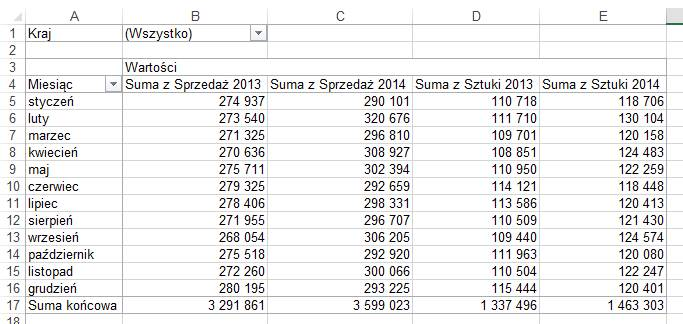 A B C D E
1 Kraj (Wszystko)
2
3 Wartości
4 Miesiąc Suma z Sprzedaż 2013 Suma z Sprzedaż 2014 Suma z Sztuki 2013 Suma z Sztuki 2014
5 styczeń 274 937 290 101 110 718 118 706
6 luty 273 540 320 676 111 710 130 104
7 marzec 271 325 296 810 109 701 120 158
8 kwiecień 270 636 308 927 108 851 124 483
9 maj 275 711 302 394 110 950 122 259
10 czerwiec 279 325 292 659 114 121 118 448
11 lipiec 278 406 298 331 113 586 120 413
12 sierpień 271 955 296 707 110 509 121 430
13 wrzesień 268 054 306 205 109 440 124 574
14 październik 275 518 292 920 111 963 120 080
15 listopad 272 260 300 066 110 504 122 247
16 grudzień 280 195 293 225 115 444 120 401
17 Suma końcowa 3 291 861 3 599 023 1 337 496 1 463 303
18